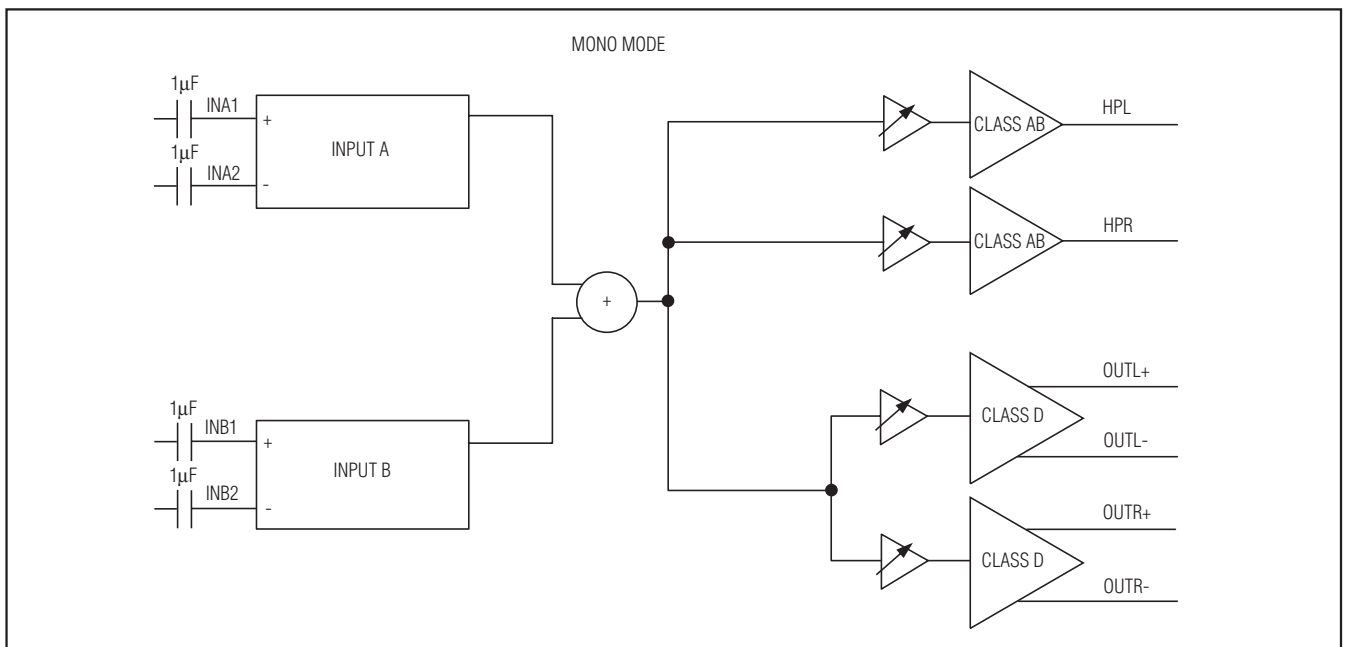 MONO MODE
1μF
INA1
+
INPUT A
1μF
INA2
-
1μF
INB1
+
INPUT B
1μF
INB2
-
+
CLASS AB
HPL
CLASS AB
HPR
CLASS D
OUTL+
OUTL-
CLASS D
OUTR+
OUTR-